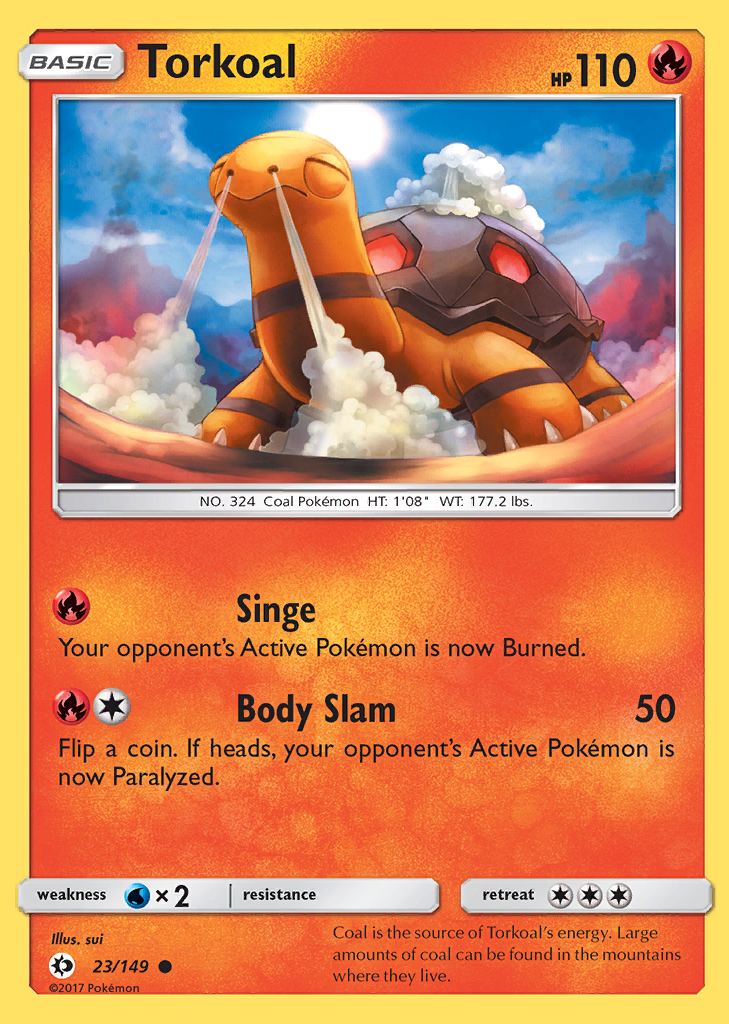 BASIC Torkoal HP 110
NO. 324 Coal Pokémon HT: 1'08" WT: 177.2 lbs.
Singe
Your opponent's Active Pokémon is now Burned.
Body Slam 50
Flip a coin. If heads, your opponent's Active Pokémon is
now Paralyzed.
weakness × 2 resistance retreat
Illus. sui
23/149
©2017 Pokémon
Coal is the source of Torkoal's energy. Large
amounts of coal can be found in the mountains
where they live.